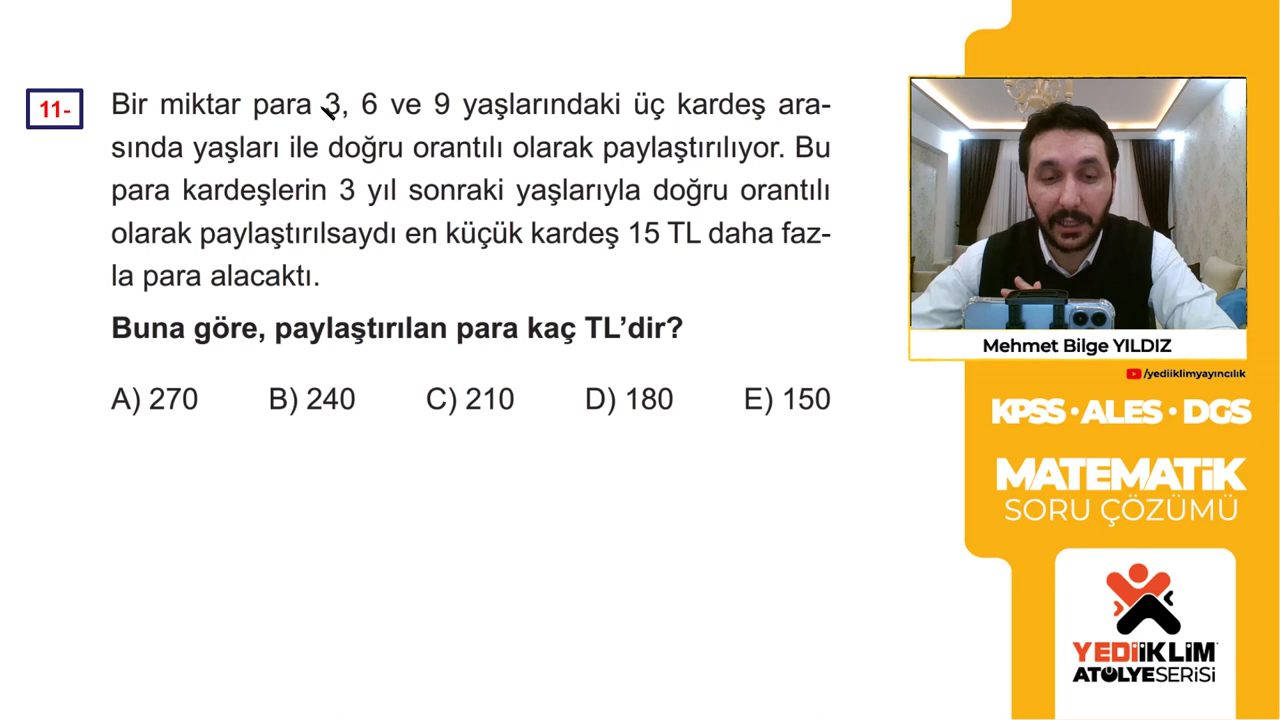 11-
Bir miktar para 3, 6 ve 9 yaşlarındaki üç kardeş ara-
sında yaşları ile doğru orantılı olarak paylaştırılıyor. Bu
para kardeşlerin 3 yıl sonraki yaşlarıyla doğru orantılı
olarak paylaştırılsaydı en küçük kardeş 15 TL daha faz-
la para alacaktı.
Buna göre, paylaştırılan para kaç TL’dir?
A) 270 B) 240 C) 210 D) 180 E) 150
Mehmet Bilge YILDIZ
/yediiklimyayıncılık
KPSS • ALES • DGS
MATEMATİK
SORU ÇÖZÜMÜ
YEDİİKLİM
ATÖLYESERİSİ